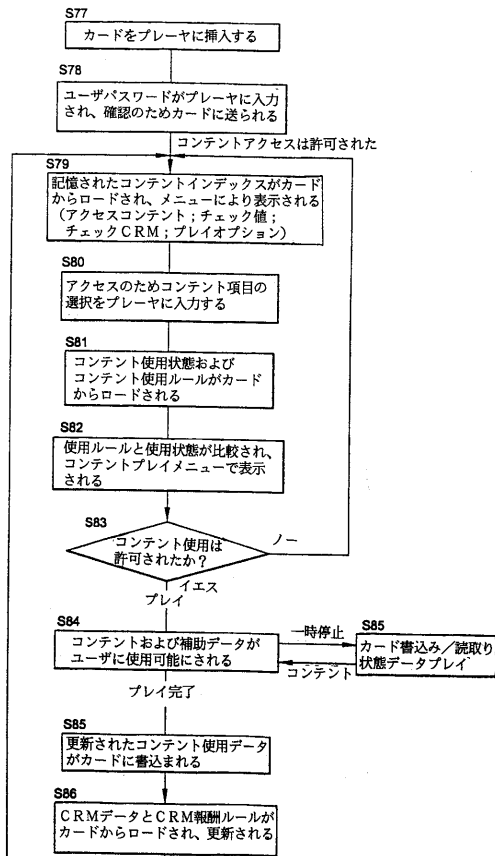 S77
カードをプレーヤに挿入する
S78
ユーザパスワードがプレーヤに入力
され、確認のためカードに送られる
コンテントアクセスは許可された
S79
記憶されたコンテントインデックスがカード
からロードされ、メニューにより表示される
(アクセスコンテント;チェック値;
チェックCRM;プレイオプション)
S80
アクセスのためコンテント項目の
選択をプレーヤに入力する
S81
コンテント使用状態および
コンテント使用ルールがカード
からロードされる
S82
使用ルールと使用状態が比較され、
コンテントプレイメニューで表示
される
S83
コンテント使用は
許可されたか?
ノー
イエス
プレイ
S84
コンテントおよび補助データが
ユーザに使用可能にされる
一時停止
コンテント
S85
カード書込み/読取り
状態データプレイ
プレイ完了
S85
更新されたコンテント使用データ
がカードに書込まれる
S86
CRMデータとCRM報酬ルールが
カードからロードされ、更新される